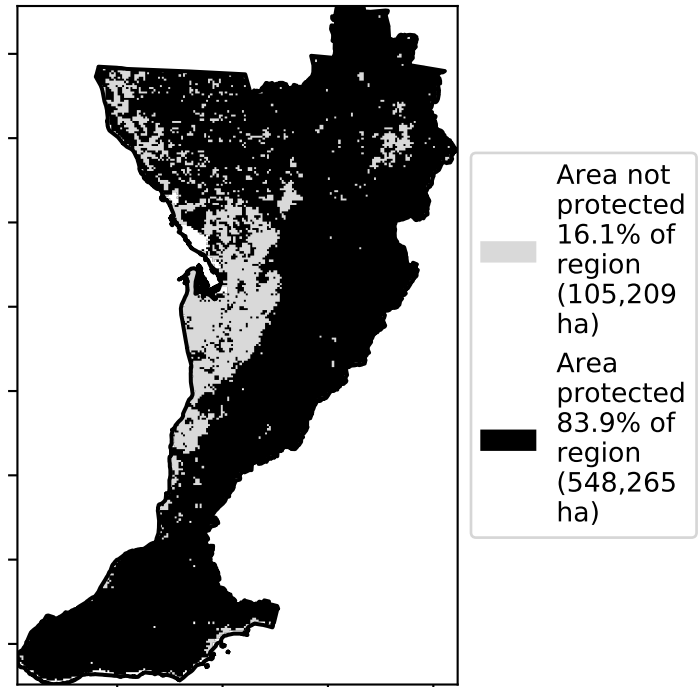 Area not
protected
16.1% of
region
(105,209
ha)
Area
protected
83.9% of
region
(548,265
ha)